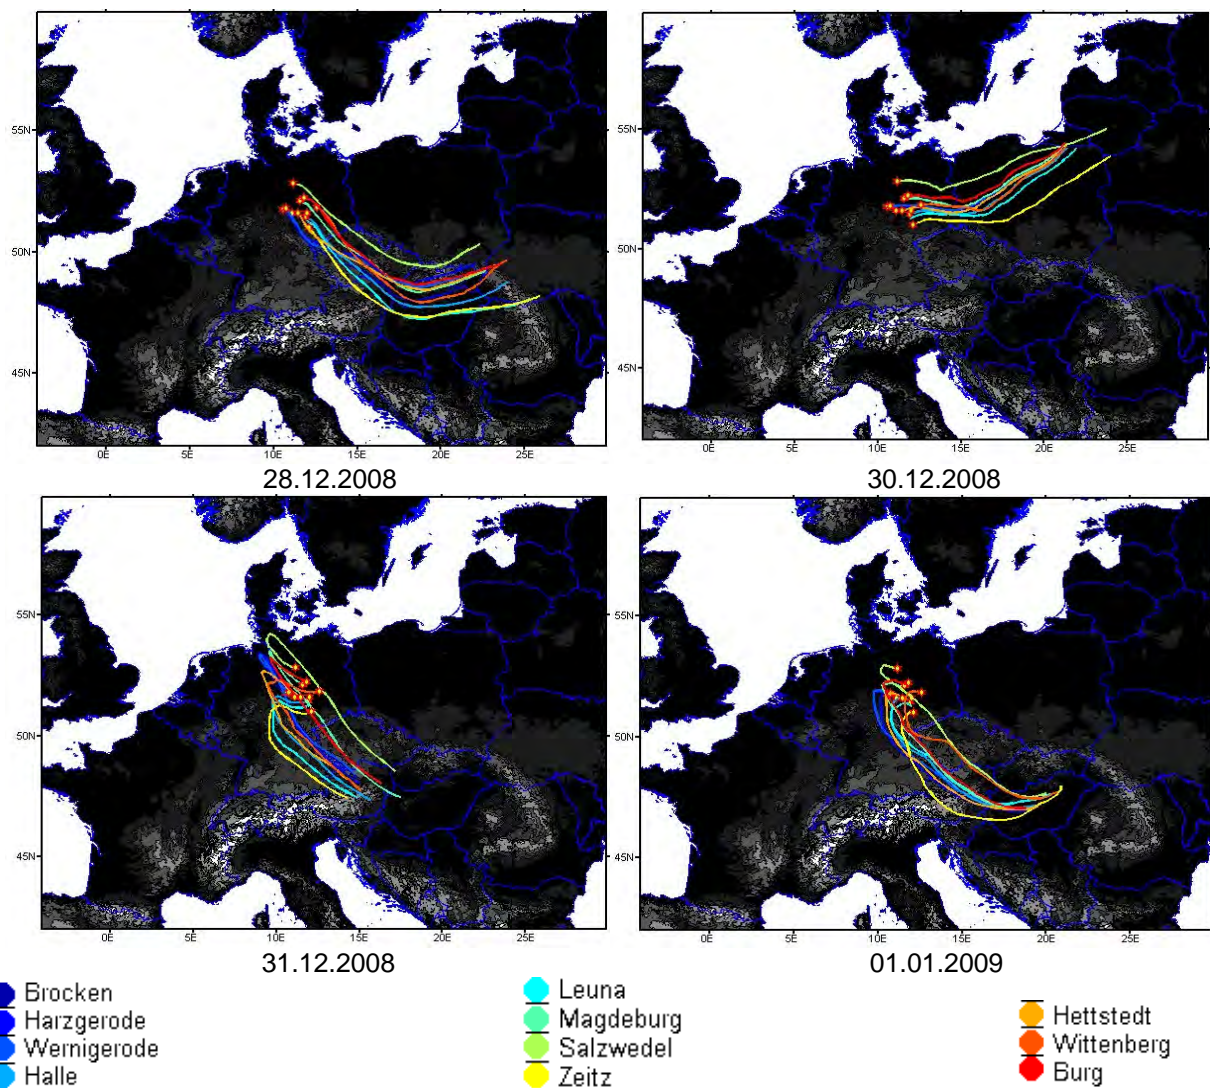 55N
50N
45N
0E 5E 10E 15E 20E 25E
28.12.2008
55N
50N
45N
0E 5E 10E 15E 20E 25E
30.12.2008
55N
50N
45N
0E 5E 10E 15E 20E 25E
31.12.2008
55N
50N
45N
0E 5E 10E 15E 20E 25E
01.01.2009
Brocken
Harzgerode
Wernigerode
Halle
Leuna
Magdeburg
Salzwedel
Zeitz
Hettstedt
Wittenberg
Burg